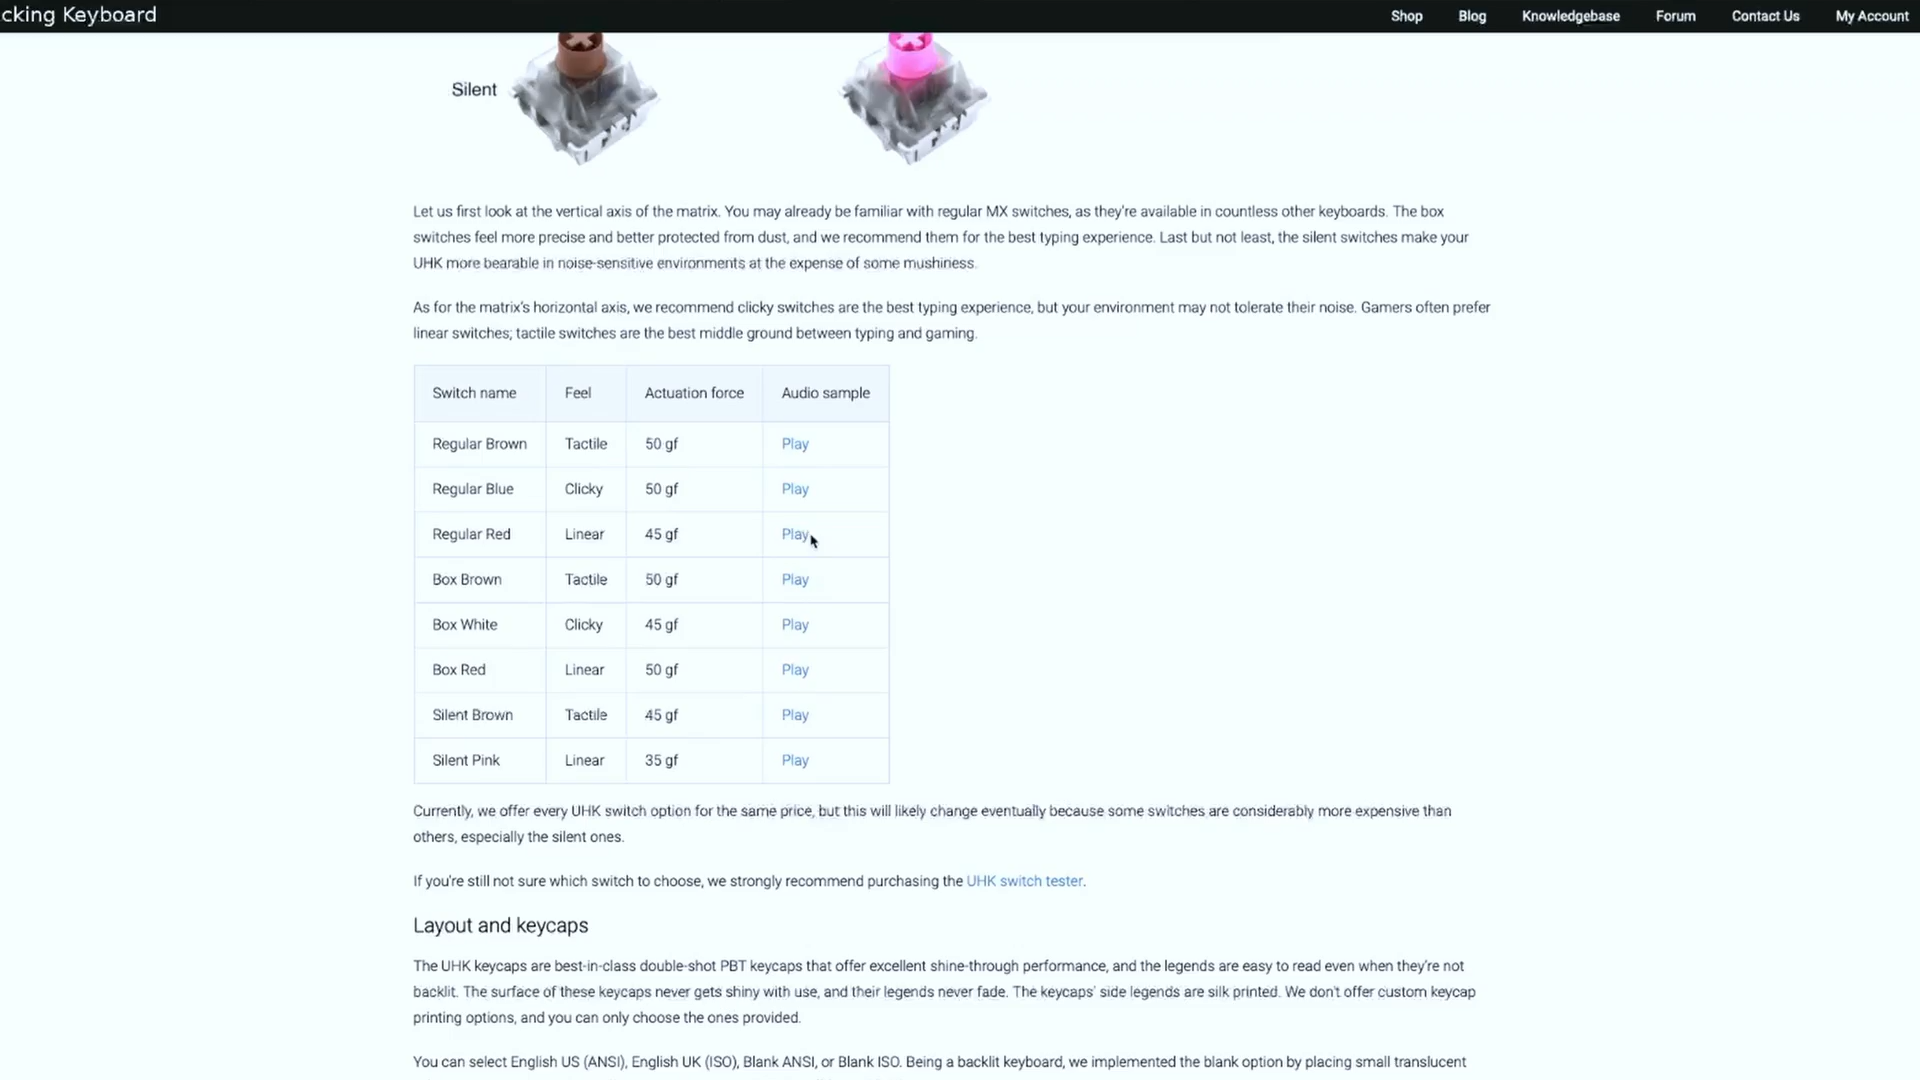 cking Keyboard
Shop Blog Knowledgebase Forum Contact Us My Account
Silent
Let us first look at the vertical axis of the matrix. You may already be familiar with regular MX switches, as they're available in countless other keyboards. The box
switches feel more precise and better protected from dust, and we recommend them for the best typing experience. Last but not least, the silent switches make your
UHK more bearable in noise-sensitive environments at the expense of some mushiness.
As for the matrix's horizontal axis, we recommend clicky switches are the best typing experience, but your environment may not tolerate their noise. Gamers often prefer
linear switches; tactile switches are the best middle ground between typing and gaming.
Switch name Feel Actuation force Audio sample
Regular Brown Tactile 50 gf Play
Regular Blue Clicky 50 gf Play
Regular Red Linear 45 gf Play
Box Brown Tactile 50 gf Play
Box White Clicky 45 gf Play
Box Red Linear 50 gf Play
Silent Brown Tactile 45 gf Play
Silent Pink Linear 35 gf Play
Currently, we offer every UHK switch option for the same price, but this will likely change eventually because some switches are considerably more expensive than
others, especially the silent ones.
If you're still not sure which switch to choose, we strongly recommend purchasing the UHK switch tester.
Layout and keycaps
The UHK keycaps are best-in-class double-shot PBT keycaps that offer excellent shine-through performance, and the legends are easy to read even when they're not
backlit. The surface of these keycaps never gets shiny with use, and their legends never fade. The keycaps' side legends are silk printed. We don't offer custom keycap
printing options, and you can only choose the ones provided.
You can select English US (ANSI), English UK (ISO), Blank ANSI, or Blank ISO. Being a backlit keyboard, we implemented the blank option by placing small translucent